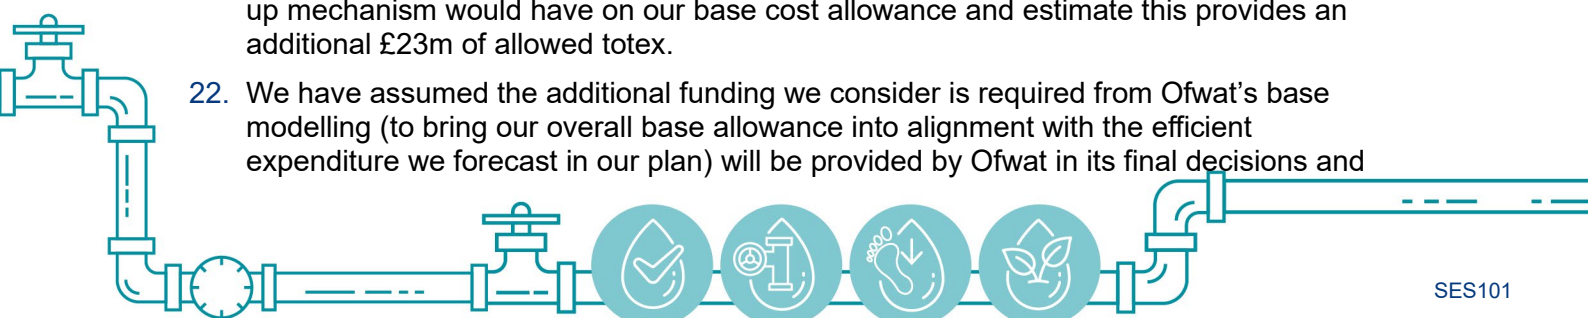 up mechanism would have on our base cost allowance and estimate this provides an
additional £23m of allowed totex.
22. We have assumed the additional funding we consider is required from Ofwat's base
modelling (to bring our overall base allowance into alignment with the efficient
expenditure we forecast in our plan) will be provided by Ofwat in its final decisions and
SES101